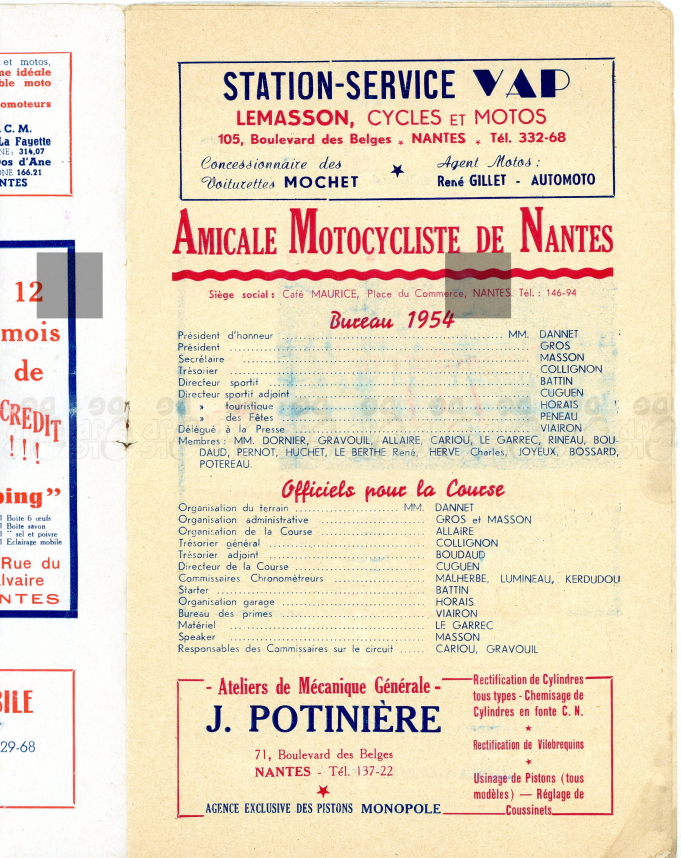 et motos,
me idéale
ble moto
omoteurs
C. M.
La Fayette
NE: 314,07
os d'Ane
ONE 166.21
NTES
12
mois
de
CREDIT
!!!
ping"
1 Boîte 6 œufs
1 Boîte savon
1 " sel et poivre
1 Eclairage mobile
Rue du
lvaire
NTES
BILE
29-68
STATION-SERVICE VAP
LEMASSON, CYCLES ET MOTOS
105, Boulevard des Belges ★ NANTES ★ Tél. 332-68
Concessionnaire des
Voiturettes MOCHET
★
Agent Motos :
René GILLET - AUTOMOTO
AMICALE MOTOCYCLISTE DE NANTES
Siège social : Café MAURICE, Place du Commerce, NANTES. Tél. : 146-94
Bureau 1954
Président d'honneur ........ MM. DANNET
Président ........ GROS
Secrétaire ........ MASSON
Trésorier ........ COLLIGNON
Directeur sportif ........ BATTIN
Directeur sportif adjoint ........ CUGUEN
» touristique ........ HORAIS
» des Fêtes ........ PENEAU
Délégué à la Presse ........ VIAIRON
Membres : MM. DORNIER, GRAVOUIL, ALLAIRE, CARIOU, LE GARREC, RINEAU, BOU-
DAUD, PERNOT, HUCHET, LE BERTHE René, HERVE Charles, JOYEUX, BOSSARD,
POTEREAU.
Officiels pour la Course
Organisation du terrain ........ MM. DANNET
Organisation administrative ........ GROS et MASSON
Organisation de la Course ........ ALLAIRE
Trésorier général ........ COLLIGNON
Trésorier adjoint ........ BOUDAUD
Directeur de la Course ........ CUGUEN
Commissaires Chronométreurs ........ MALHERBE, LUMINEAU, KERDUDOU
Starter ........ BATTIN
Organisation garage ........ HORAIS
Bureau des primes ........ VIAIRON
Matériel ........ LE GARREC
Speaker ........ MASSON
Responsables des Commissaires sur le circuit ...... CARIOU, GRAVOUIL
- Ateliers de Mécanique Générale -
J. POTINIÈRE
71, Boulevard des Belges
NANTES - Tél. 137-22
★
AGENCE EXCLUSIVE DES PISTONS MONOPOLE
Rectification de Cylindres
tous types - Chemisage de
Cylindres en fonte C. N.
★
Rectification de Vilebrequins
★
Usinage de Pistons (tous
modèles) — Réglage de
Coussinets